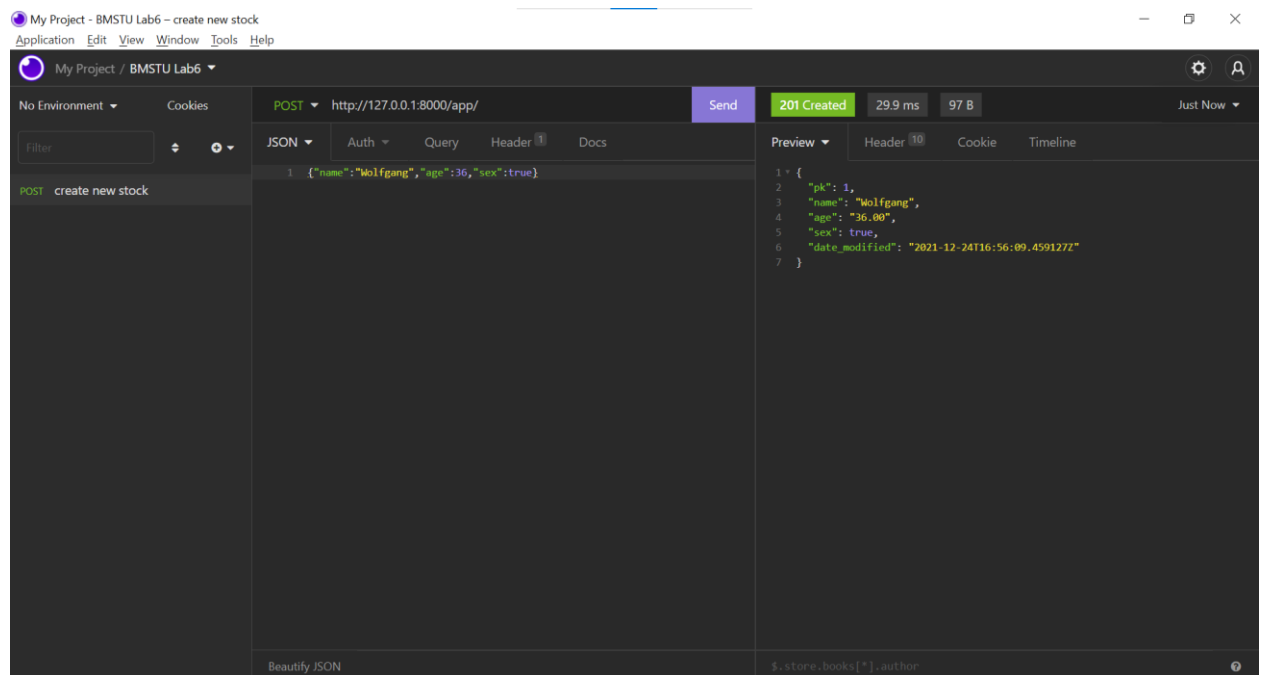 My Project - BMSTU Lab6 – create new stock
Application Edit View Window Tools Help
My Project / BMSTU Lab6
No Environment Cookies
POST http://127.0.0.1:8000/app/ Send
201 Created 29.9 ms 97 B Just Now
Filter
JSON Auth Query Header 1 Docs
Preview Header 10 Cookie Timeline
POST create new stock
1 {"name":"Wolfgang","age":36,"sex":true}
1 {
2 "pk": 1,
3 "name": "Wolfgang",
4 "age": "36.00",
5 "sex": true,
6 "date_modified": "2021-12-24T16:56:09.459127Z"
7 }
Beautify JSON
$.store.books[*].author